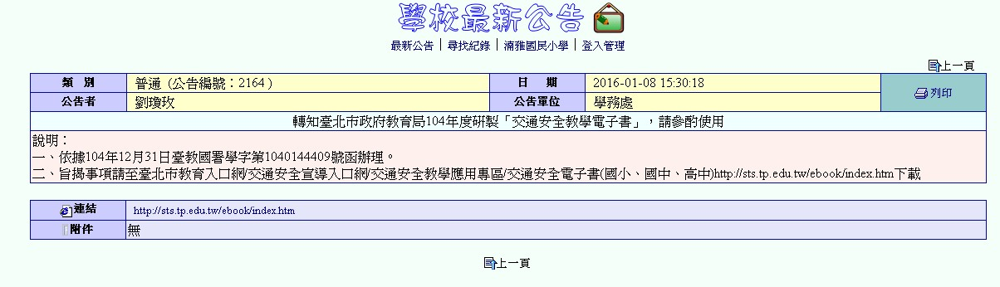 學校最新公告
最新公告│尋找紀錄│湳雅國民小學│登入管理
上一頁
類 別 普通 (公告編號：2164 ) 日 期 2016-01-08 15:30:18 列印
公告者 劉瓊玫 公告單位 學務處
轉知臺北市政府教育局104年度研製「交通安全教學電子書」，請參酌使用
說明：
一、依據104年12月31日臺教國署學字第1040144409號函辦理。
二、旨揭事項請至臺北市教育入口網/交通安全宣導入口網/交通安全教學應用專區/交通安全電子書(國小、國中、高中)http://sts.tp.edu.tw/ebook/index.htm下載
連結 http://sts.tp.edu.tw/ebook/index.htm
附件 無
上一頁